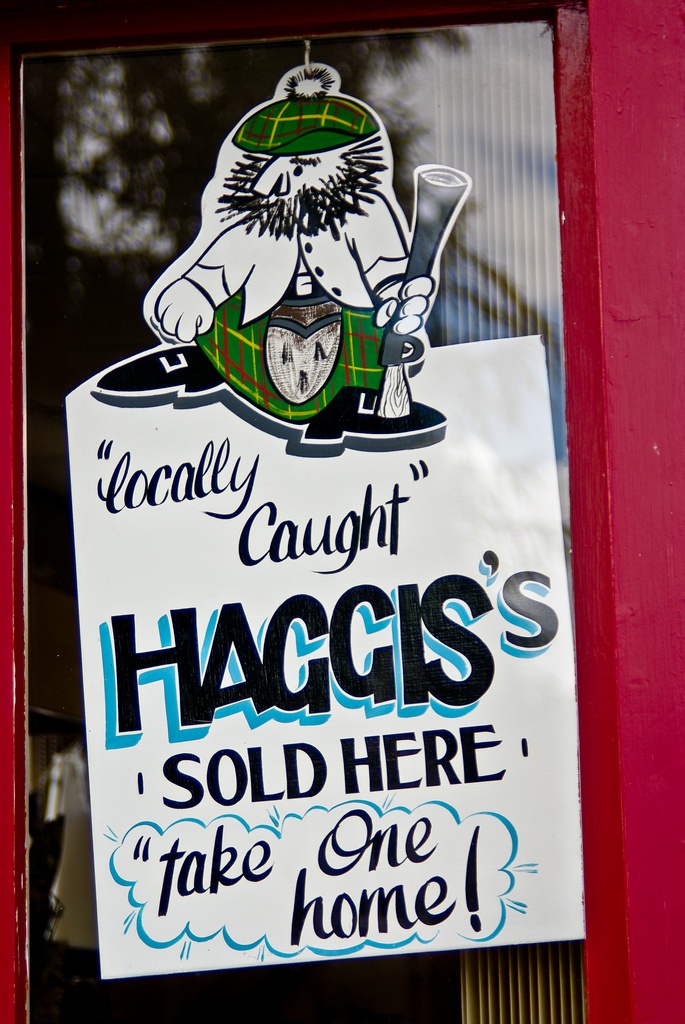 "locally
Caught"
HAGGIS's
'SOLD HERE'
"take One
home!